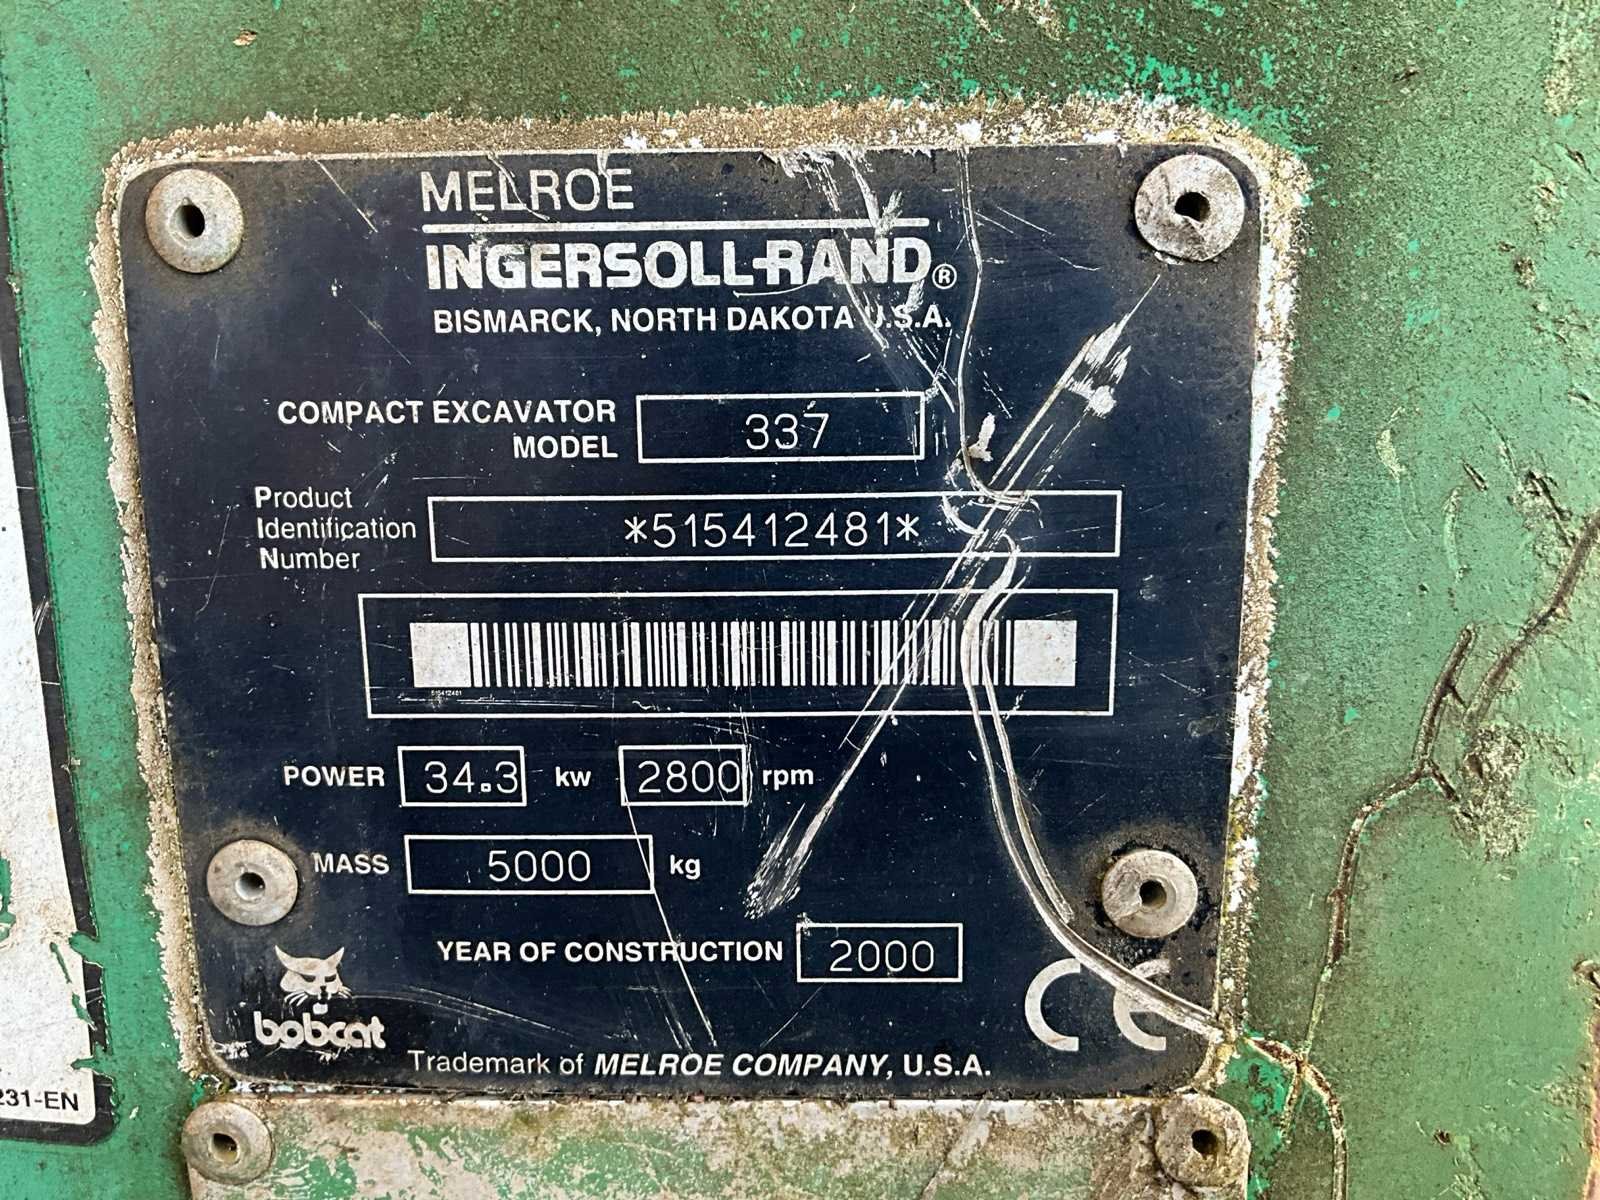 MELROE
INGERSOLL-RAND®
BISMARCK, NORTH DAKOTA U.S.A.
COMPACT EXCAVATOR
MODEL 337
Product
Identification *515412481*
Number
515412481
POWER 34.3 kw 2800 rpm
MASS 5000 kg
YEAR OF CONSTRUCTION 2000
bobcat
CE
Trademark of MELROE COMPANY, U.S.A.
231-EN